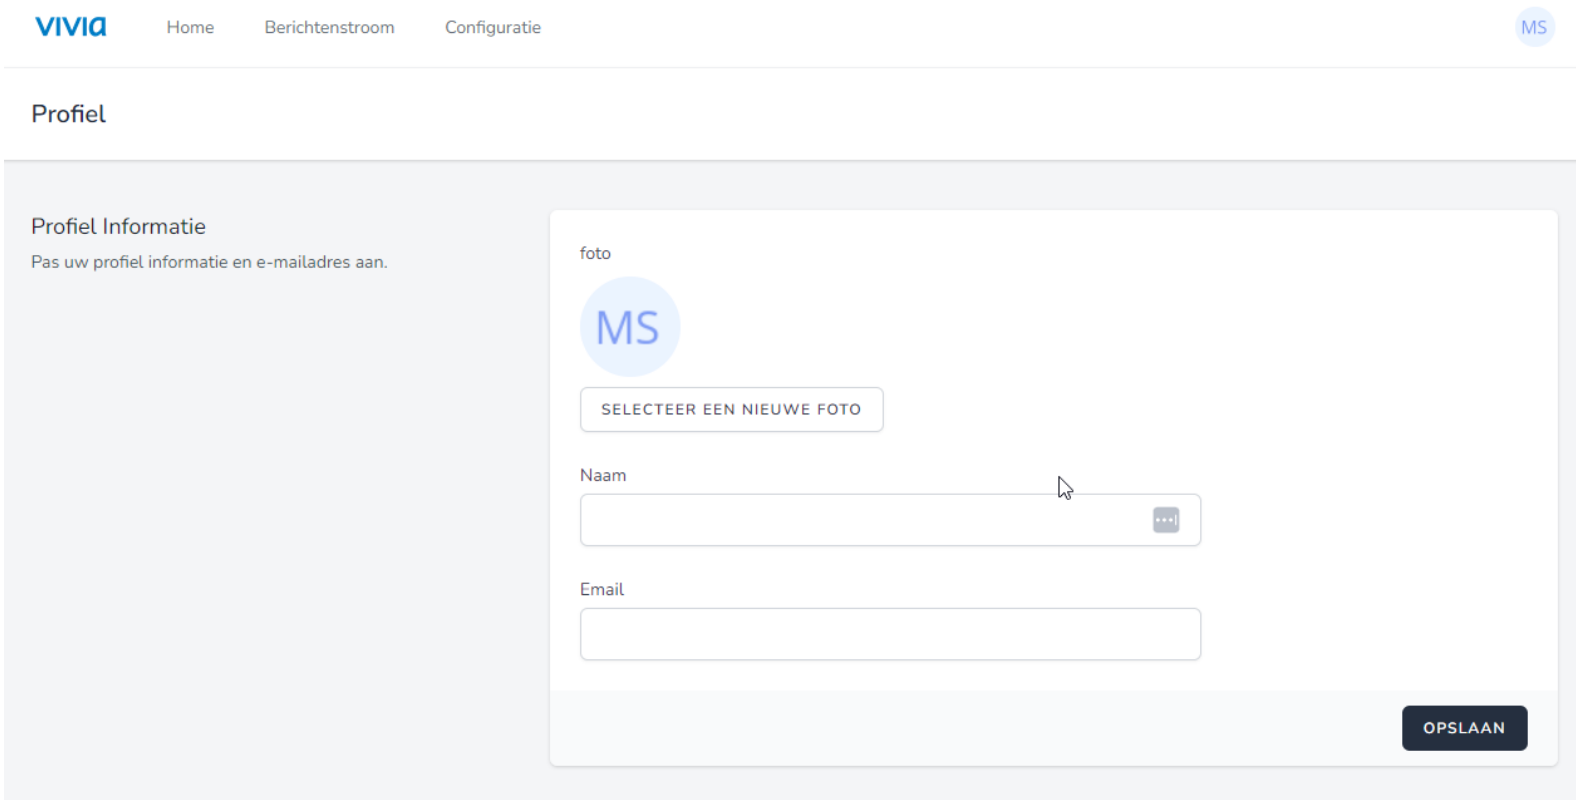 VIVIA Home Berichtenstroom Configuratie MS
Profiel
Profiel Informatie
Pas uw profiel informatie en e-mailadres aan.
foto
MS
SELECTEER EEN NIEUWE FOTO
Naam
Email
OPSLAAN